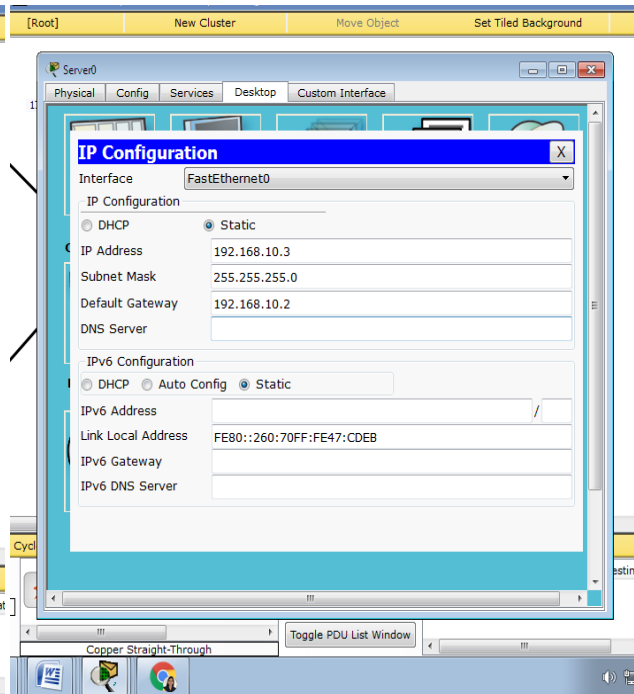 [Root] New Cluster Move Object Set Tiled Background
Server0
Physical Config Services Desktop Custom Interface
IP Configuration X
Interface FastEthernet0
IP Configuration
DHCP Static
IP Address 192.168.10.3
Subnet Mask 255.255.255.0
Default Gateway 192.168.10.2
DNS Server
IPv6 Configuration
DHCP Auto Config Static
IPv6 Address /
Link Local Address FE80::260:70FF:FE47:CDEB
IPv6 Gateway
IPv6 DNS Server
Cycl
estin
Toggle PDU List Window
Copper Straight-Through